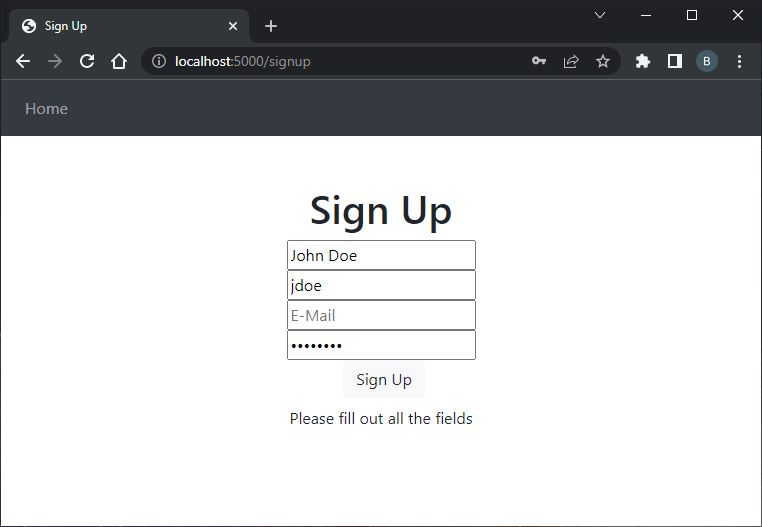 Sign Up
localhost:5000/signup
B
Home
Sign Up
John Doe
jdoe
E-Mail
••••••••
Sign Up
Please fill out all the fields